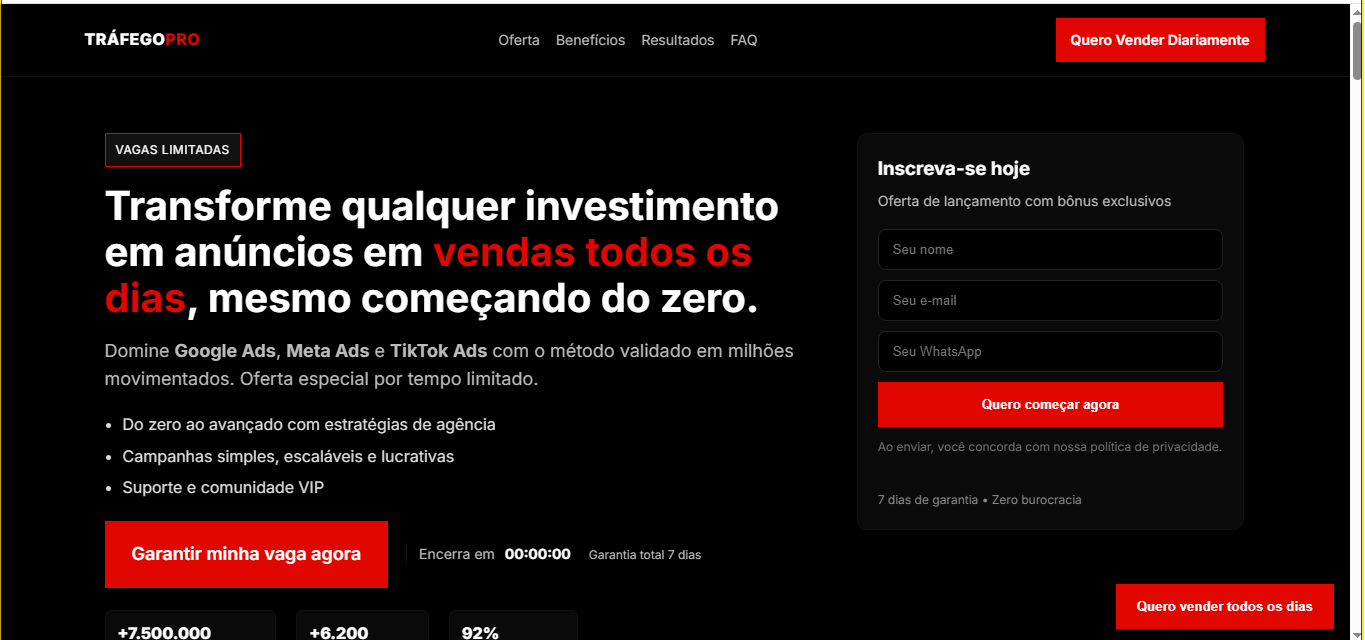 TRÁFEGOPRO
Oferta Benefícios Resultados FAQ
Quero Vender Diariamente
VAGAS LIMITADAS
Transforme qualquer investimento
em anúncios em vendas todos os
dias, mesmo começando do zero.
Domine Google Ads, Meta Ads e TikTok Ads com o método validado em milhões
movimentados. Oferta especial por tempo limitado.
• Do zero ao avançado com estratégias de agência
• Campanhas simples, escaláveis e lucrativas
• Suporte e comunidade VIP
Garantir minha vaga agora
Encerra em 00:00:00 Garantia total 7 dias
+7.500.000 +6.200 92%
Inscreva-se hoje
Oferta de lançamento com bônus exclusivos
Seu nome
Seu e-mail
Seu WhatsApp
Quero começar agora
Ao enviar, você concorda com nossa política de privacidade.
7 dias de garantia • Zero burocracia
Quero vender todos os dias